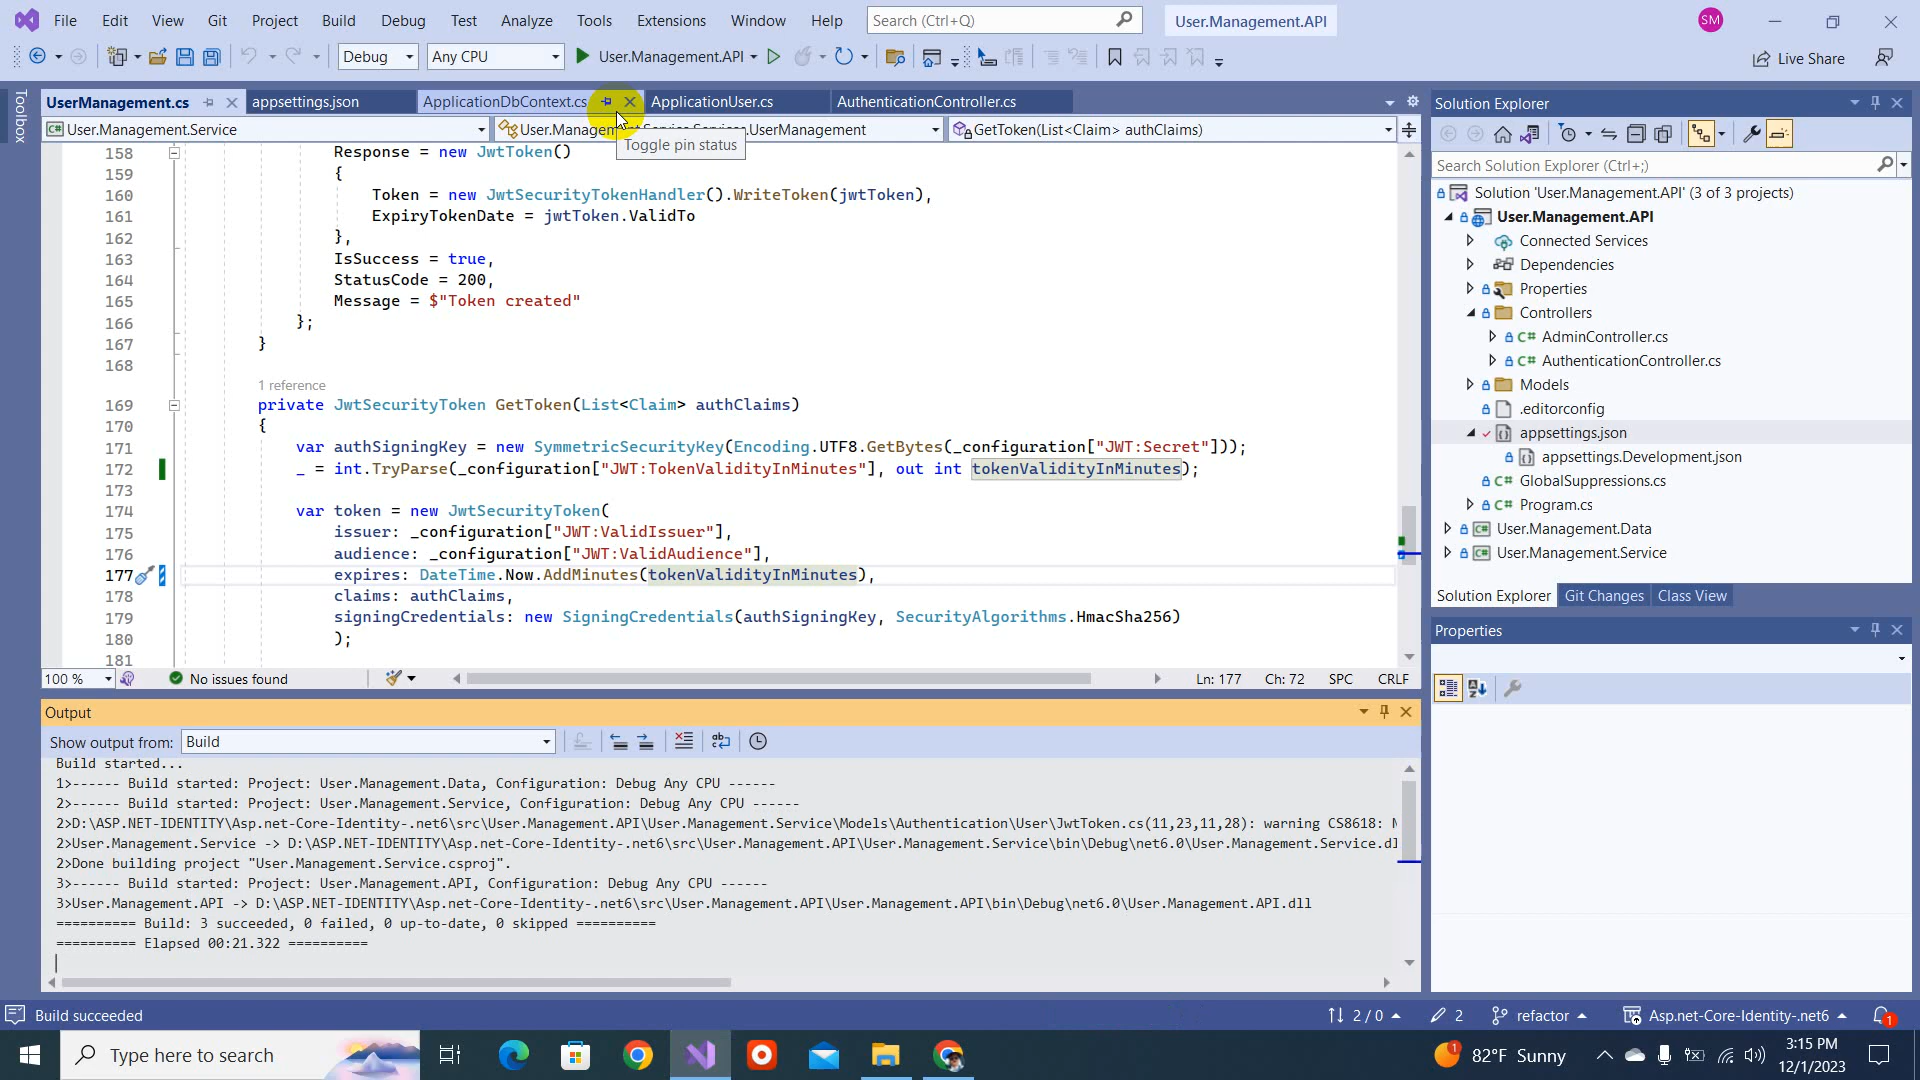 File Edit View Git Project Build Debug Test Analyze Tools Extensions Window Help Search (Ctrl+Q) User.Management.API SM
Debug Any CPU User.Management.API Live Share
Toolbox
UserManagement.cs appsettings.json ApplicationDbContext.cs ApplicationUser.cs AuthenticationController.cs
User.Management.Service User.Management.Service.Services.UserManagement GetToken(List<Claim> authClaims)
Toggle pin status
158 Response = new JwtToken()
159 {
160 Token = new JwtSecurityTokenHandler().WriteToken(jwtToken),
161 ExpiryTokenDate = jwtToken.ValidTo
162 },
163 IsSuccess = true,
164 StatusCode = 200,
165 Message = $"Token created"
166 };
167 }
168
1 reference
169 private JwtSecurityToken GetToken(List<Claim> authClaims)
170 {
171 var authSigningKey = new SymmetricSecurityKey(Encoding.UTF8.GetBytes(_configuration["JWT:Secret"]));
172 _ = int.TryParse(_configuration["JWT:TokenValidityInMinutes"], out int tokenValidityInMinutes);
173
174 var token = new JwtSecurityToken(
175 issuer: _configuration["JWT:ValidIssuer"],
176 audience: _configuration["JWT:ValidAudience"],
177 expires: DateTime.Now.AddMinutes(tokenValidityInMinutes),
178 claims: authClaims,
179 signingCredentials: new SigningCredentials(authSigningKey, SecurityAlgorithms.HmacSha256)
180 );
181
100 % No issues found Ln: 177 Ch: 72 SPC CRLF
Output
Show output from: Build
Build started...
1>------ Build started: Project: User.Management.Data, Configuration: Debug Any CPU ------
2>------ Build started: Project: User.Management.Service, Configuration: Debug Any CPU ------
2>D:\ASP.NET-IDENTITY\Asp.net-Core-Identity-.net6\src\User.Management.API\User.Management.Service\Models\Authentication\User\JwtToken.cs(11,23,11,28): warning CS8618:
2>User.Management.Service -> D:\ASP.NET-IDENTITY\Asp.net-Core-Identity-.net6\src\User.Management.API\User.Management.Service\bin\Debug\net6.0\User.Management.Service.dl
2>Done building project "User.Management.Service.csproj".
3>------ Build started: Project: User.Management.API, Configuration: Debug Any CPU ------
3>User.Management.API -> D:\ASP.NET-IDENTITY\Asp.net-Core-Identity-.net6\src\User.Management.API\User.Management.API\bin\Debug\net6.0\User.Management.API.dll
========== Build: 3 succeeded, 0 failed, 0 up-to-date, 0 skipped ==========
========== Elapsed 00:21.322 ==========
Solution Explorer
Search Solution Explorer (Ctrl+;)
Solution 'User.Management.API' (3 of 3 projects)
User.Management.API
Connected Services
Dependencies
Properties
Controllers
C# AdminController.cs
C# AuthenticationController.cs
Models
.editorconfig
appsettings.json
appsettings.Development.json
C# GlobalSuppressions.cs
C# Program.cs
User.Management.Data
User.Management.Service
Solution Explorer Git Changes Class View
Properties
Build succeeded 2 / 0 2 refactor Asp.net-Core-Identity-.net6 1
Type here to search 1 82°F Sunny 3:15 PM
12/1/2023